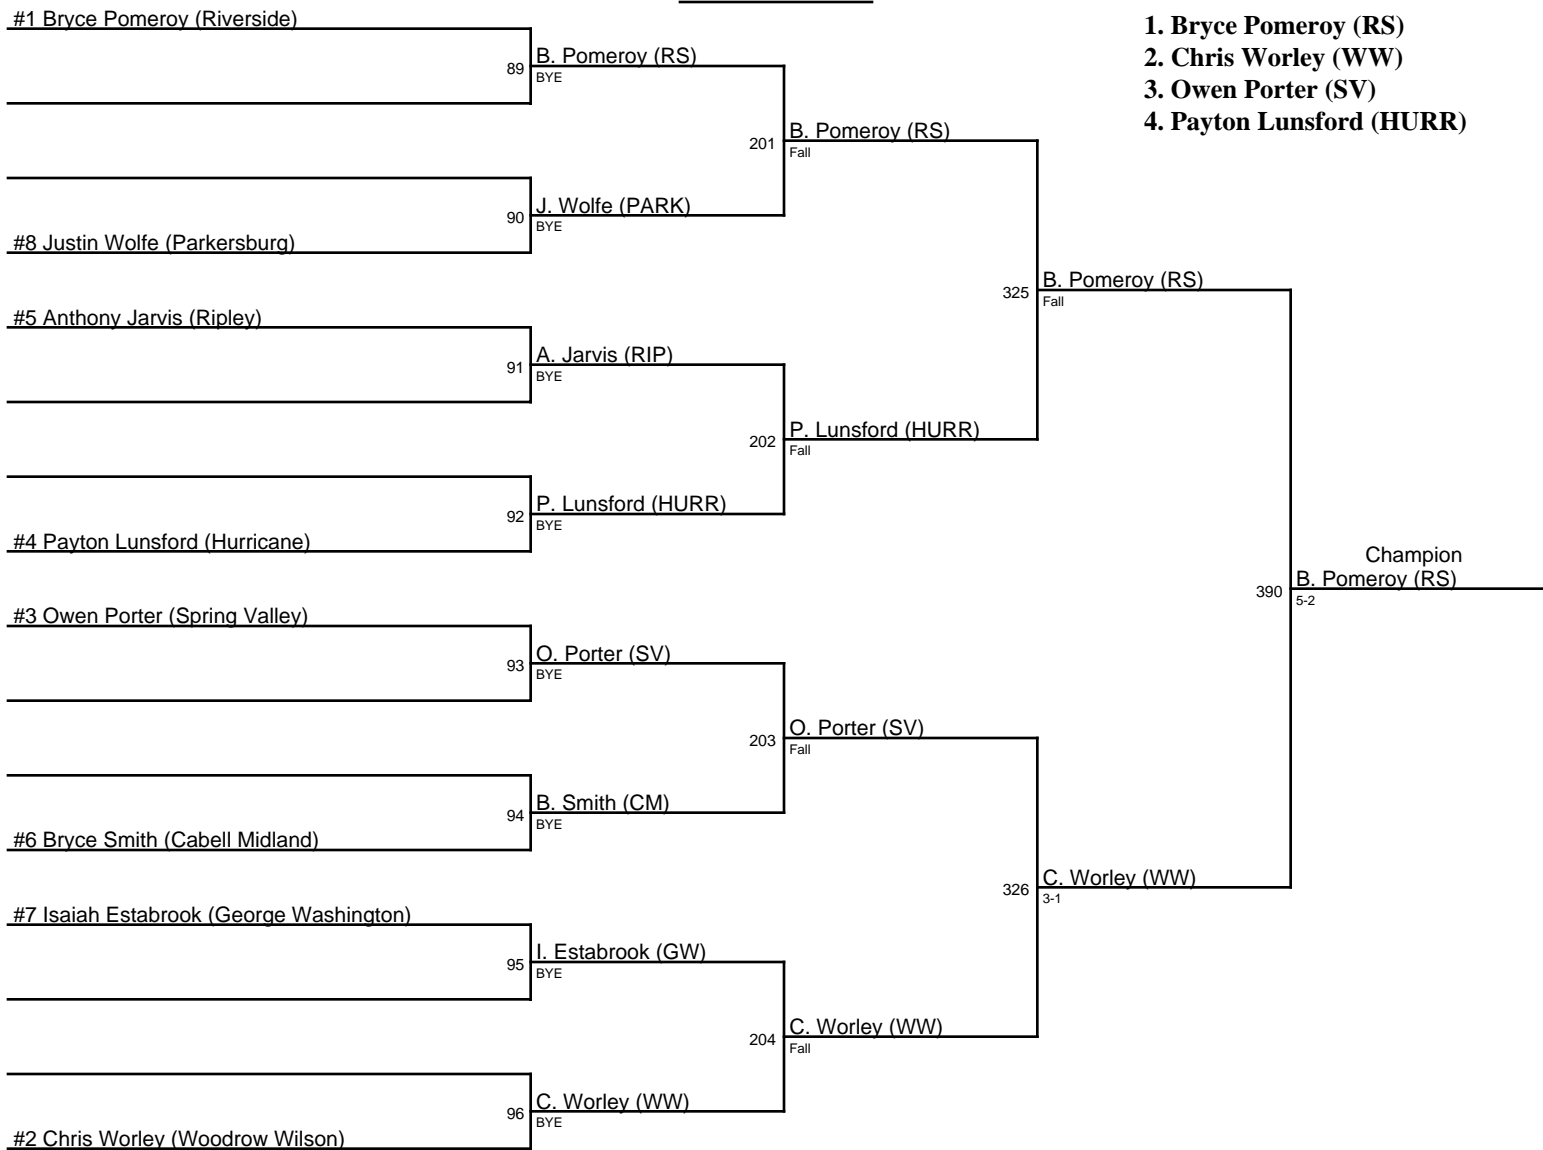 #1 Bryce Pomeroy (Riverside)
1. Bryce Pomeroy (RS)
2. Chris Worley (WW)
3. Owen Porter (SV)
4. Payton Lunsford (HURR)
89
B. Pomeroy (RS)
BYE
201
B. Pomeroy (RS)
Fall
90
J. Wolfe (PARK)
BYE
#8 Justin Wolfe (Parkersburg)
325
B. Pomeroy (RS)
Fall
#5 Anthony Jarvis (Ripley)
91
A. Jarvis (RIP)
BYE
202
P. Lunsford (HURR)
Fall
92
P. Lunsford (HURR)
BYE
#4 Payton Lunsford (Hurricane)
Champion
390
B. Pomeroy (RS)
5-2
#3 Owen Porter (Spring Valley)
93
O. Porter (SV)
BYE
203
O. Porter (SV)
Fall
94
B. Smith (CM)
BYE
#6 Bryce Smith (Cabell Midland)
326
C. Worley (WW)
3-1
#7 Isaiah Estabrook (George Washington)
95
I. Estabrook (GW)
BYE
204
C. Worley (WW)
Fall
96
C. Worley (WW)
BYE
#2 Chris Worley (Woodrow Wilson)